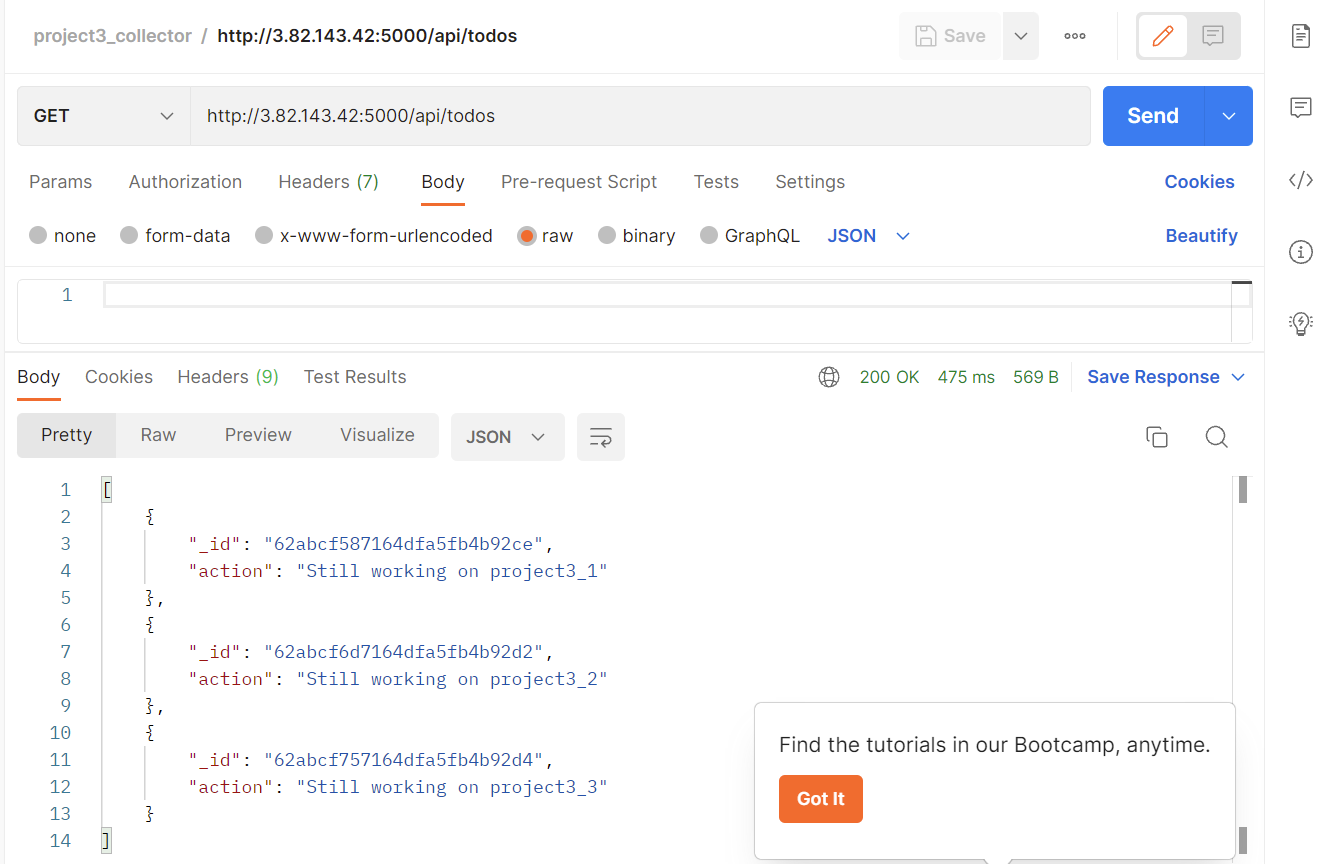 project3_collector / http://3.82.143.42:5000/api/todos Save
GET http://3.82.143.42:5000/api/todos Send
Params Authorization Headers (7) Body Pre-request Script Tests Settings Cookies
none form-data x-www-form-urlencoded raw binary GraphQL JSON Beautify
1
Body Cookies Headers (9) Test Results 200 OK 475 ms 569 B Save Response
Pretty Raw Preview Visualize JSON
1 [
2 {
3 "_id": "62abcf587164dfa5fb4b92ce",
4 "action": "Still working on project3_1"
5 },
6 {
7 "_id": "62abcf6d7164dfa5fb4b92d2",
8 "action": "Still working on project3_2"
9 },
10 {
11 "_id": "62abcf757164dfa5fb4b92d4",
12 "action": "Still working on project3_3"
13 }
14 ]
Find the tutorials in our Bootcamp, anytime.
Got It